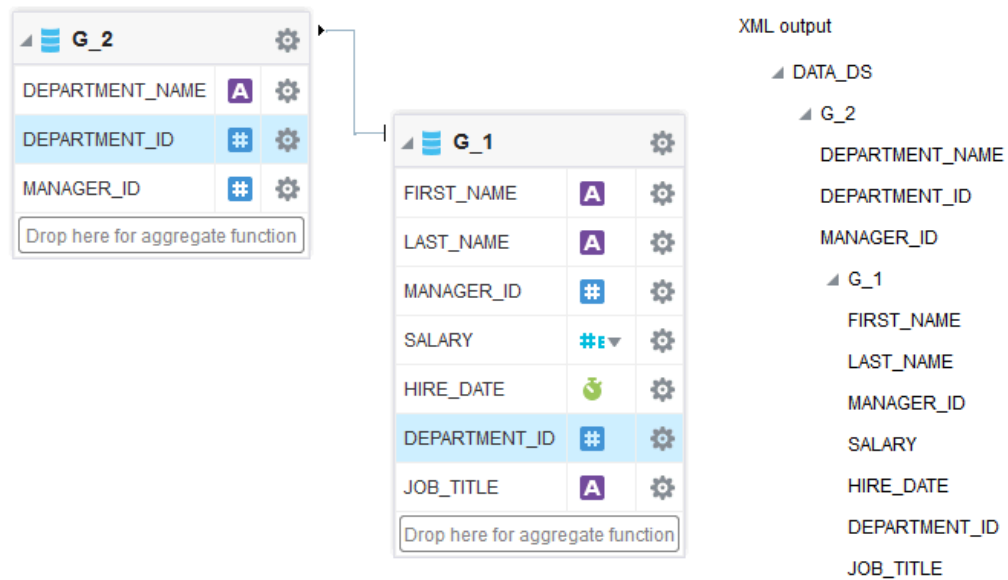 G_2
DEPARTMENT_NAME A
DEPARTMENT_ID #
MANAGER_ID #
Drop here for aggregate function
G_1
FIRST_NAME A
LAST_NAME A
MANAGER_ID #
SALARY #E
HIRE_DATE
DEPARTMENT_ID #
JOB_TITLE A
Drop here for aggregate function
XML output
DATA_DS
G_2
DEPARTMENT_NAME
DEPARTMENT_ID
MANAGER_ID
G_1
FIRST_NAME
LAST_NAME
MANAGER_ID
SALARY
HIRE_DATE
DEPARTMENT_ID
JOB_TITLE